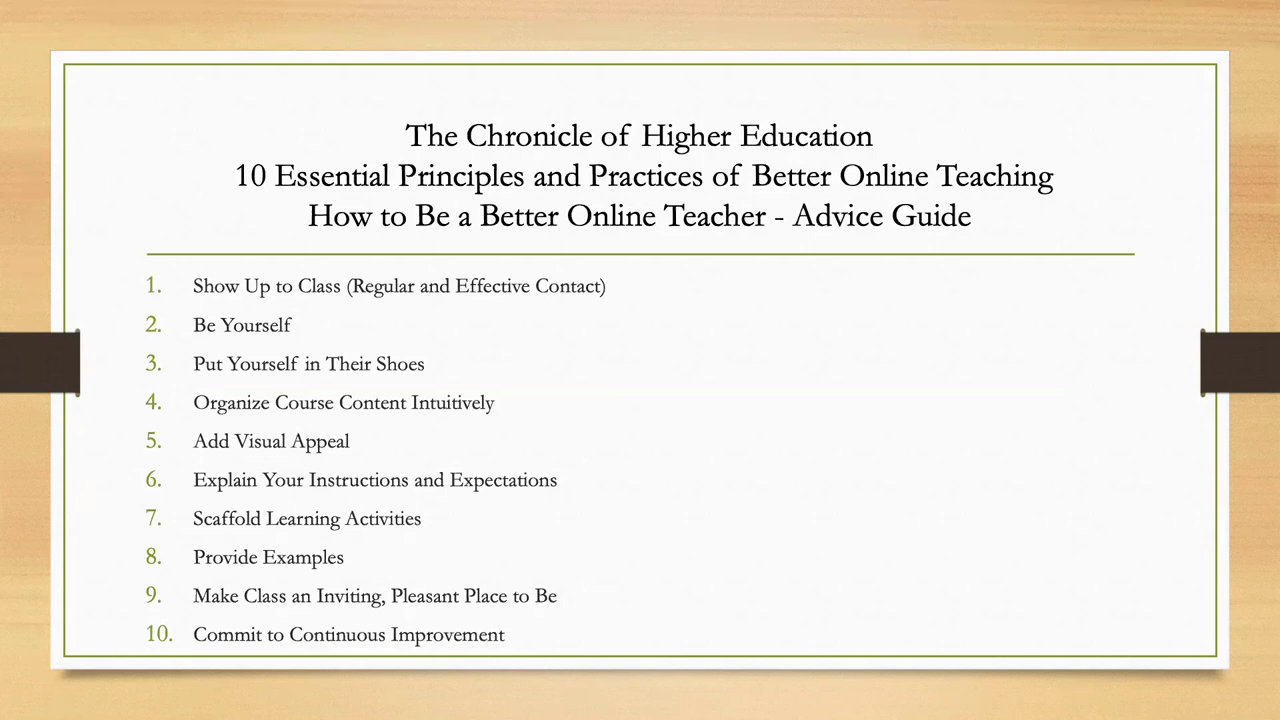 The Chronicle of Higher Education
10 Essential Principles and Practices of Better Online Teaching
How to Be a Better Online Teacher - Advice Guide
1. Show Up to Class (Regular and Effective Contact)
2. Be Yourself
3. Put Yourself in Their Shoes
4. Organize Course Content Intuitively
5. Add Visual Appeal
6. Explain Your Instructions and Expectations
7. Scaffold Learning Activities
8. Provide Examples
9. Make Class an Inviting, Pleasant Place to Be
10. Commit to Continuous Improvement